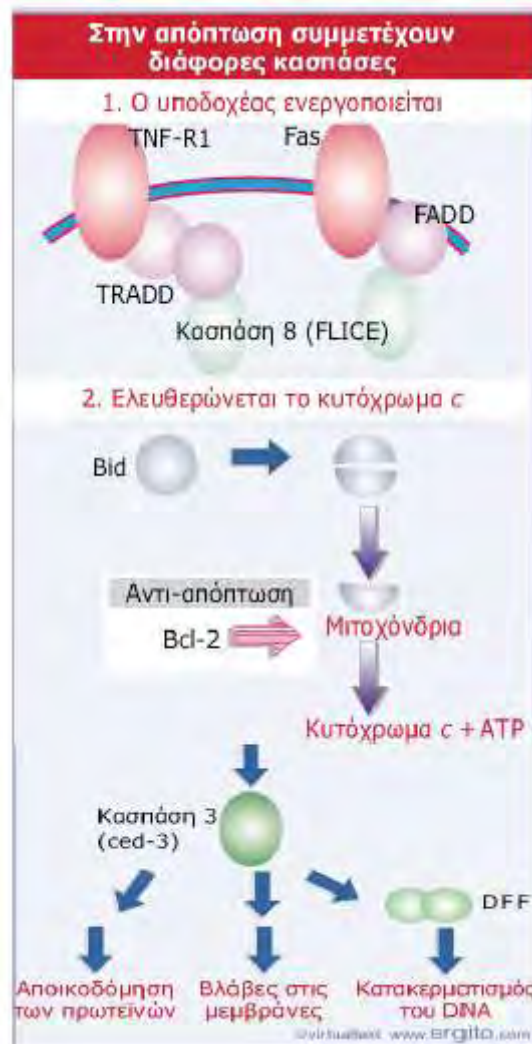 Στην απόπτωση συμμετέχουν
διάφορες κασπάσες
1. Ο υποδοχέας ενεργοποιείται
TNF-R1
Fas
FADD
TRADD
Κασπάση 8 (FLICE)
2. Ελευθερώνεται το κυτόχρωμα c
Bid
Αντι-απόπτωση
Bcl-2
Μιτοχόνδρια
Κυτόχρωμα c + ATP
Κασπάση 3
(ced-3)
DFF
Αποικοδόμηση
των πρωτεϊνών
Βλάβες στις
μεμβράνες
Κατακερματισμός
του DNA
©virtualtext www.ergito.com